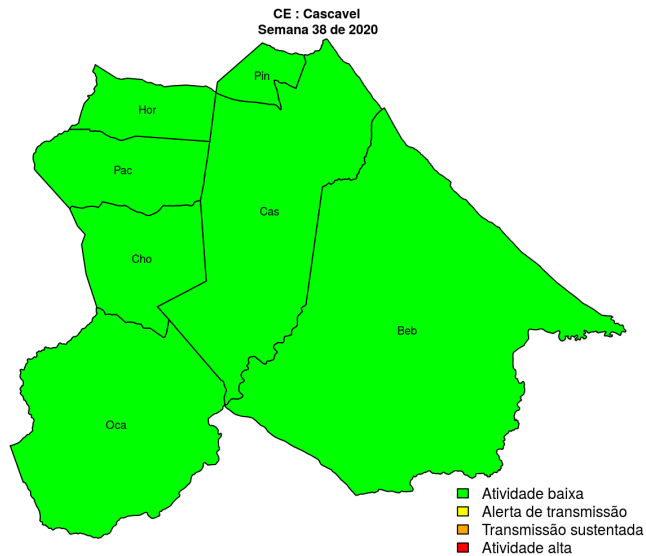 CE : Cascavel
Semana 38 de 2020
Pin
Hor
Pac
Cas
Cho
Beb
Oca
Atividade baixa
Alerta de transmissão
Transmissão sustentada
Atividade alta